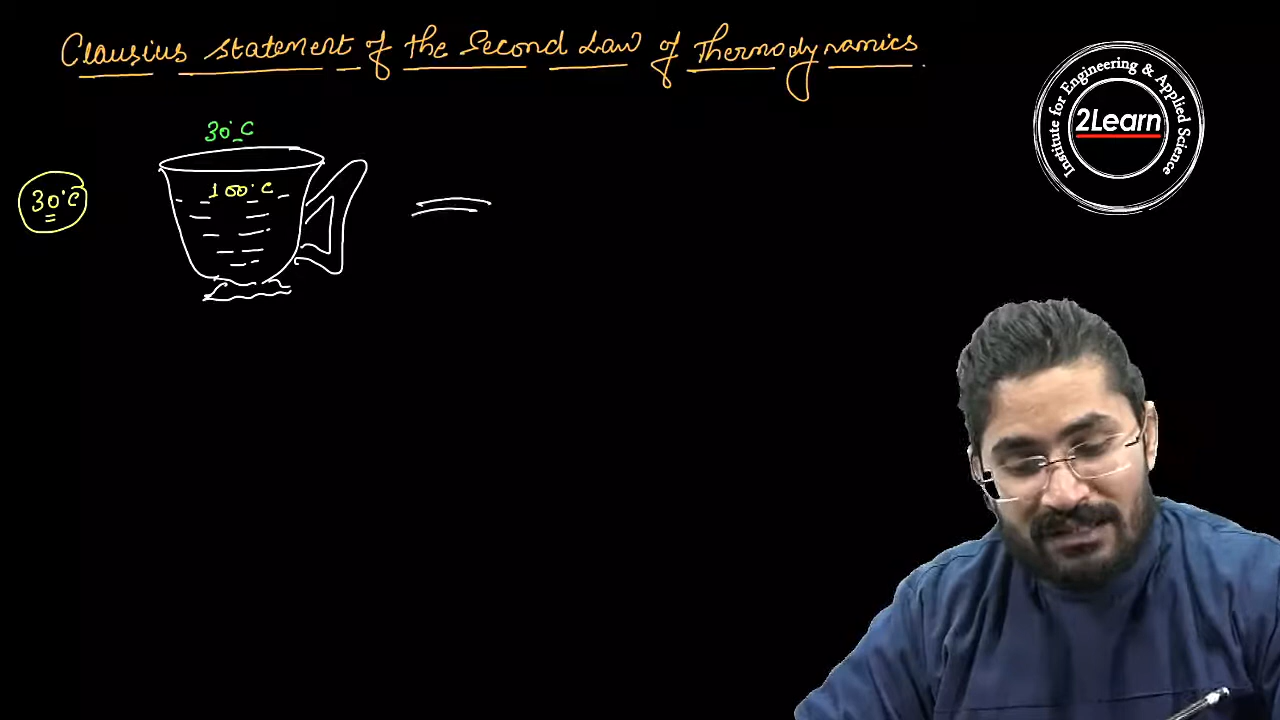 Clausius statement of the Second Law of Thermodynamics.
30°C
100°C
30°C
Institute for Engineering & Applied Science
2Learn